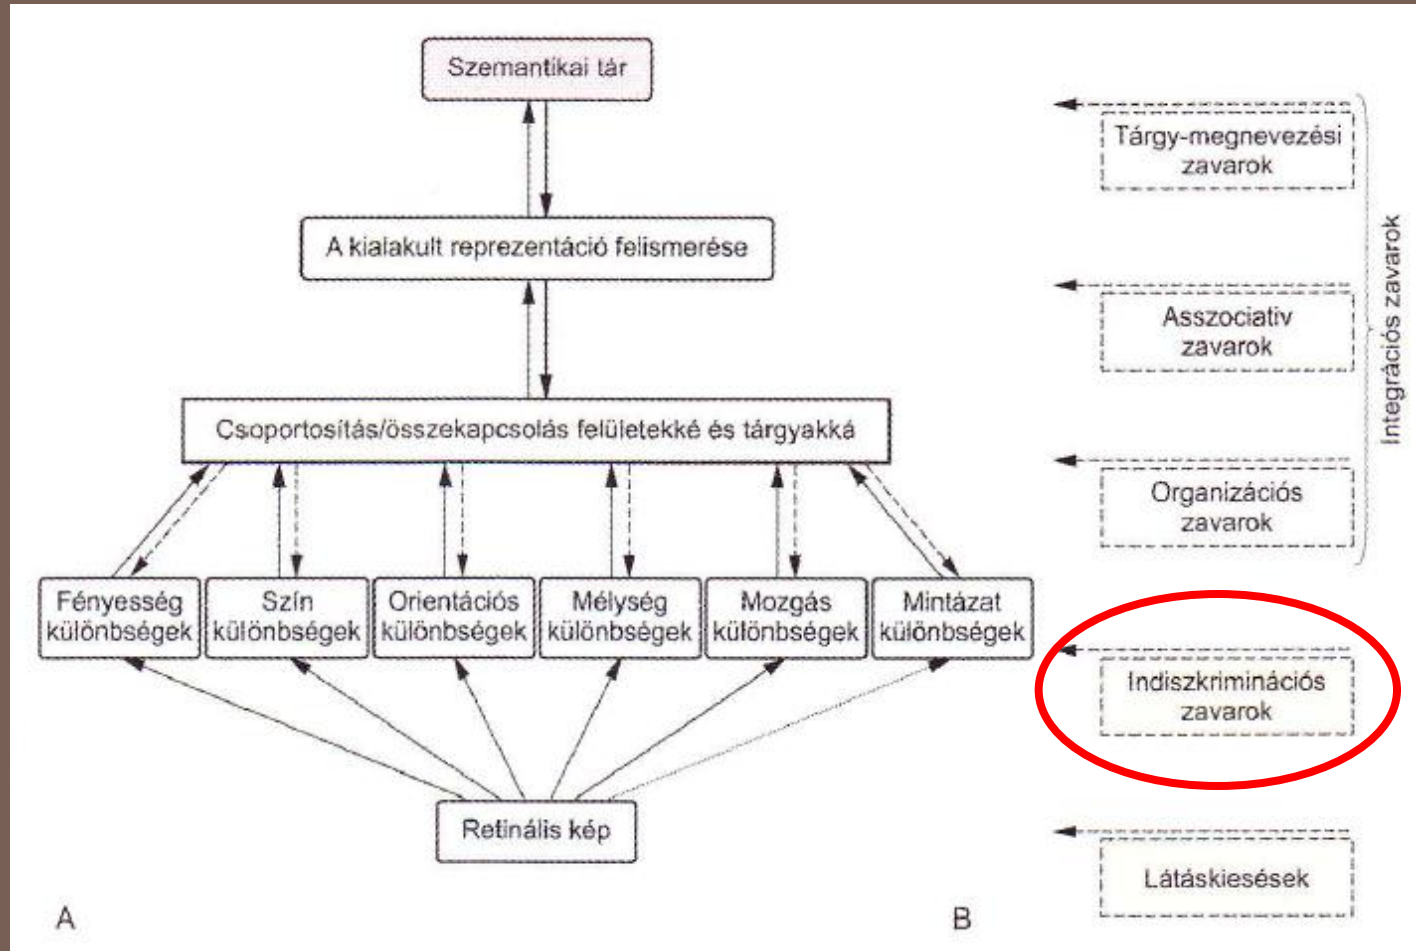 Szemantikai tár
A kialakult reprezentáció felismerése
Csoportosítás/összekapcsolás felületekké és tárgyakká
Fényesség
különbségek
Szín
különbségek
Orientációs
különbségek
Mélység
különbségek
Mozgás
különbségek
Mintázat
különbségek
Retinális kép
A
Tárgy-megnevezési
zavarok
Asszociatív
zavarok
Organizációs
zavarok
Integrációs zavarok
Indiszkriminációs
zavarok
Látáskiesések
B